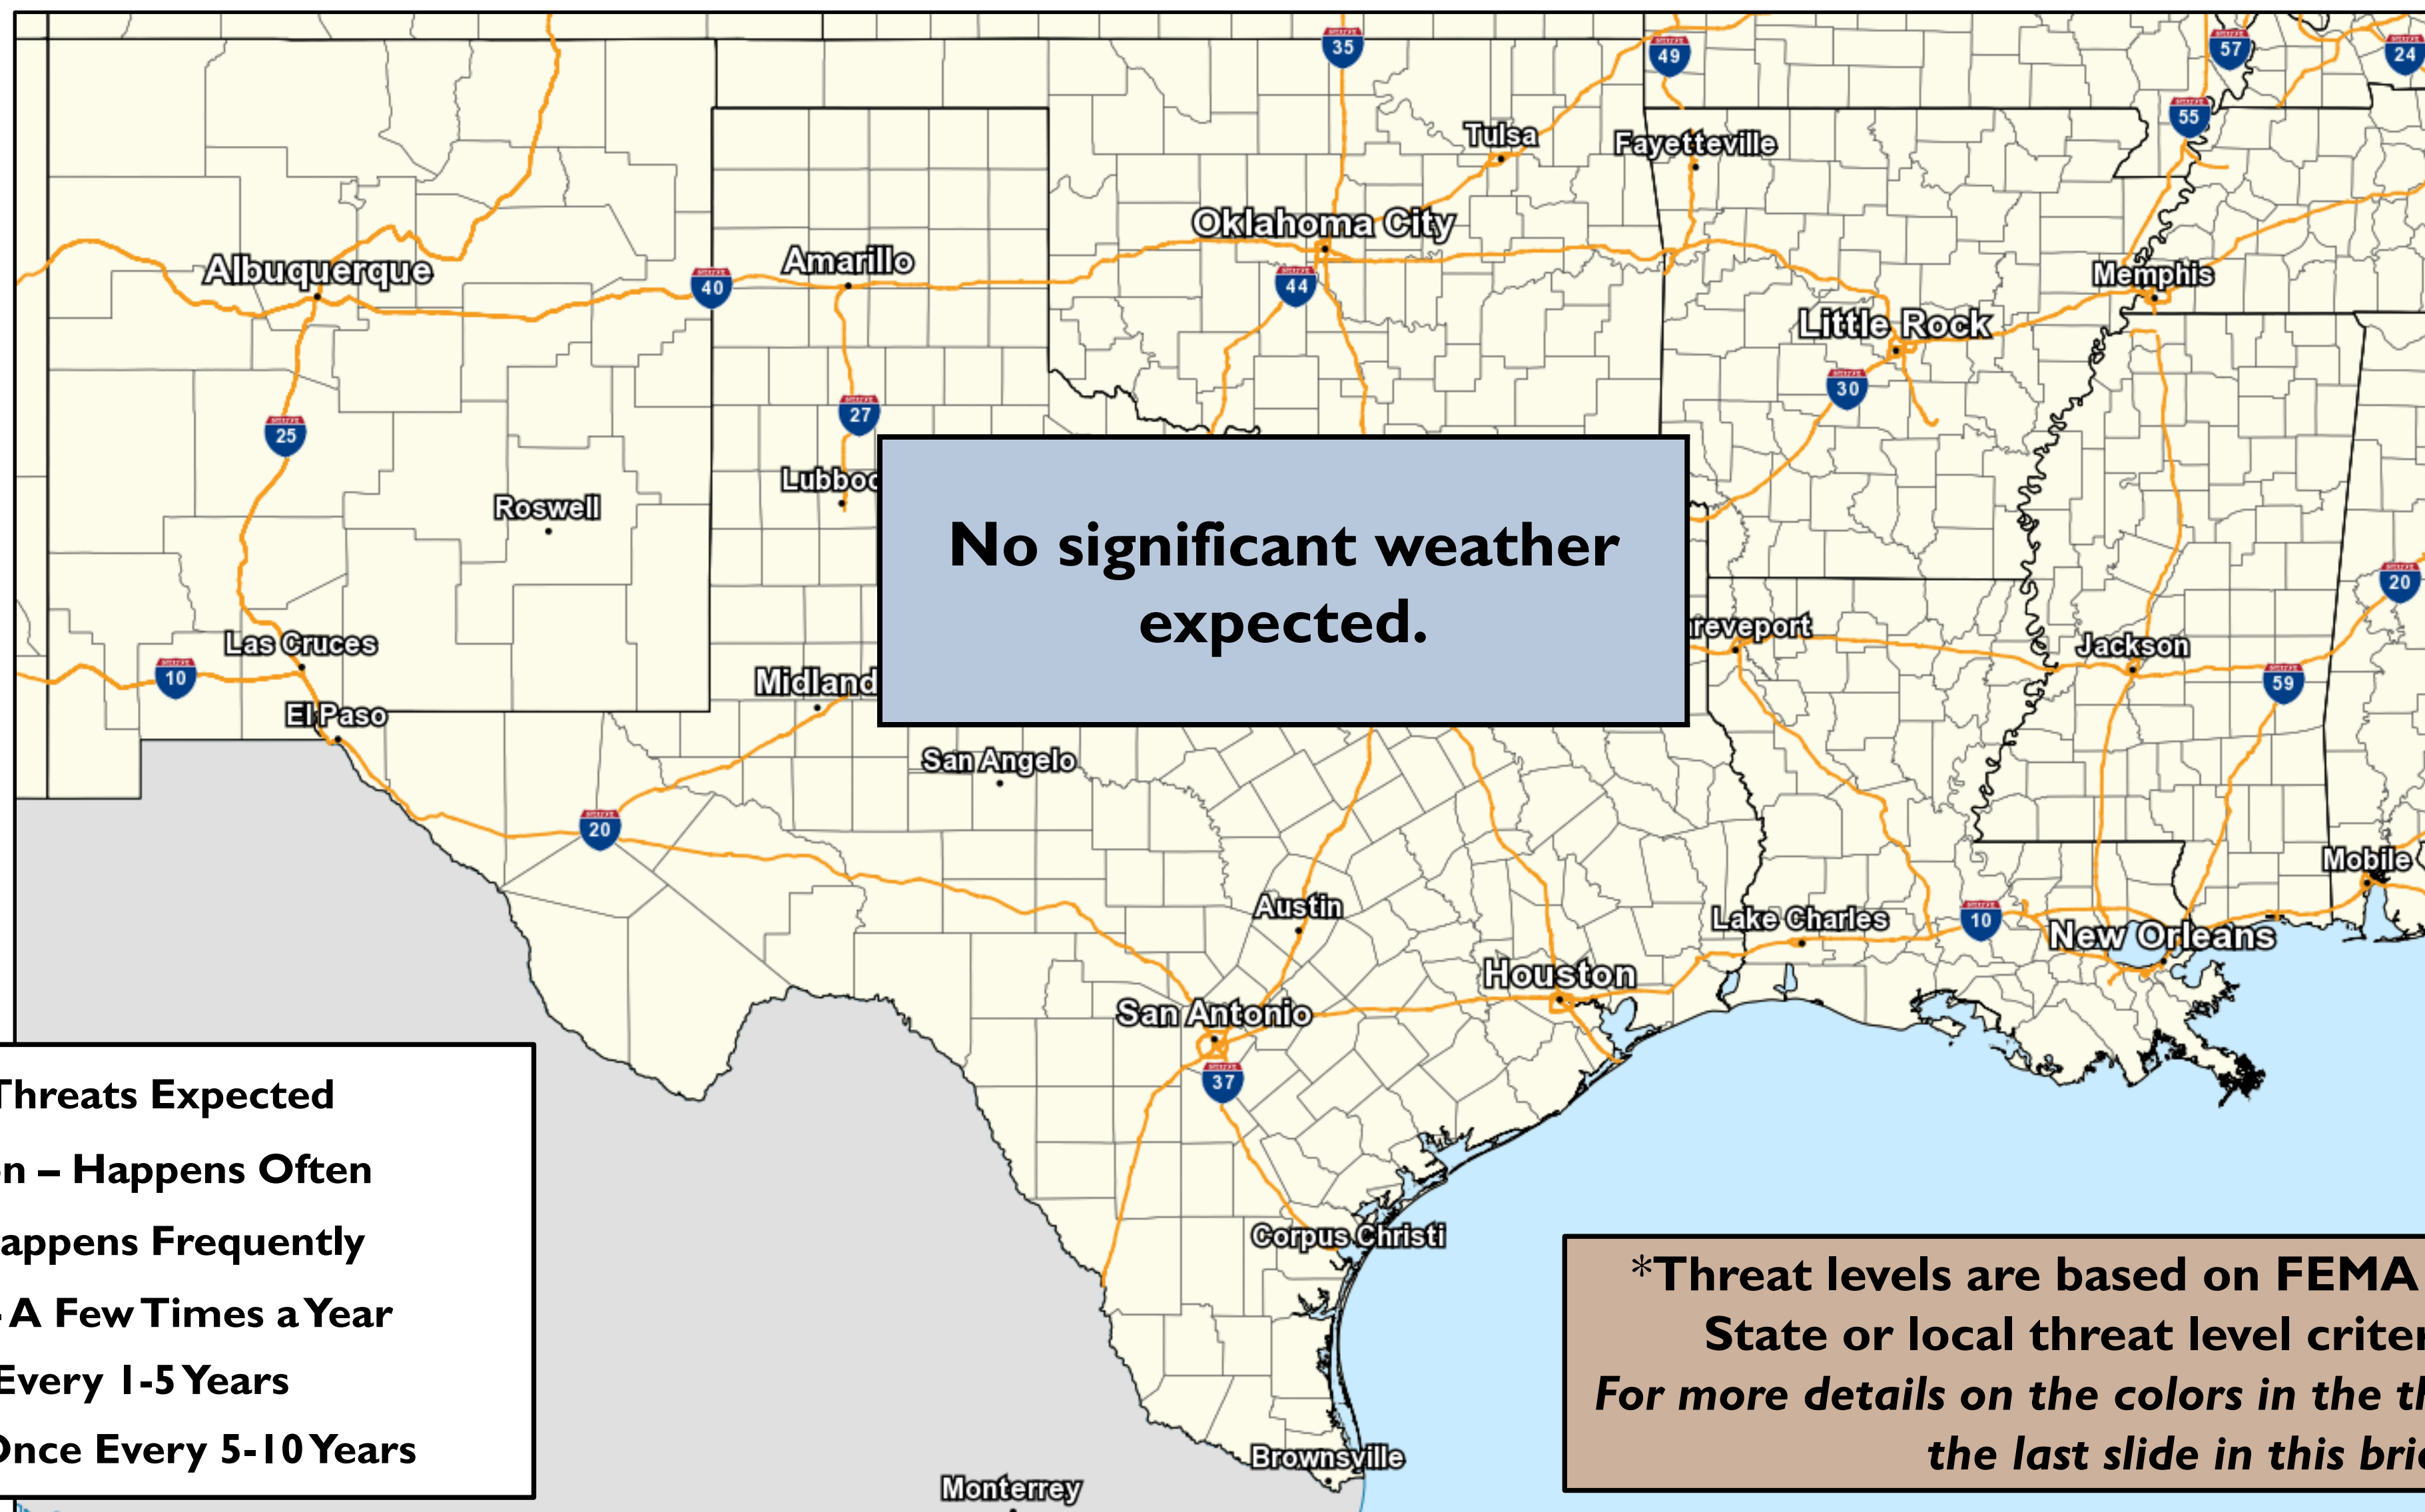 35
49
57
24
55
Tulsa
Fayetteville
Oklahoma City
Albuquerque
Amarillo
40
44
Memphis
Little Rock
30
27
25
Lubboc
Roswell
No significant weather
expected.
20
reveport
Las Cruces
Jackson
10
Midland
59
El Paso
San Angelo
20
Mobile
Austin
Lake Charles
10
New Orleans
Houston
San Antonio
37
Threats Expected
n – Happens Often
appens Frequently
- A Few Times a Year
Every 1-5 Years
Once Every 5-10 Years
Corpus Christi
*Threat levels are based on FEMA
State or local threat level criter
For more details on the colors in the th
the last slide in this brie
Brownsville
Monterrey